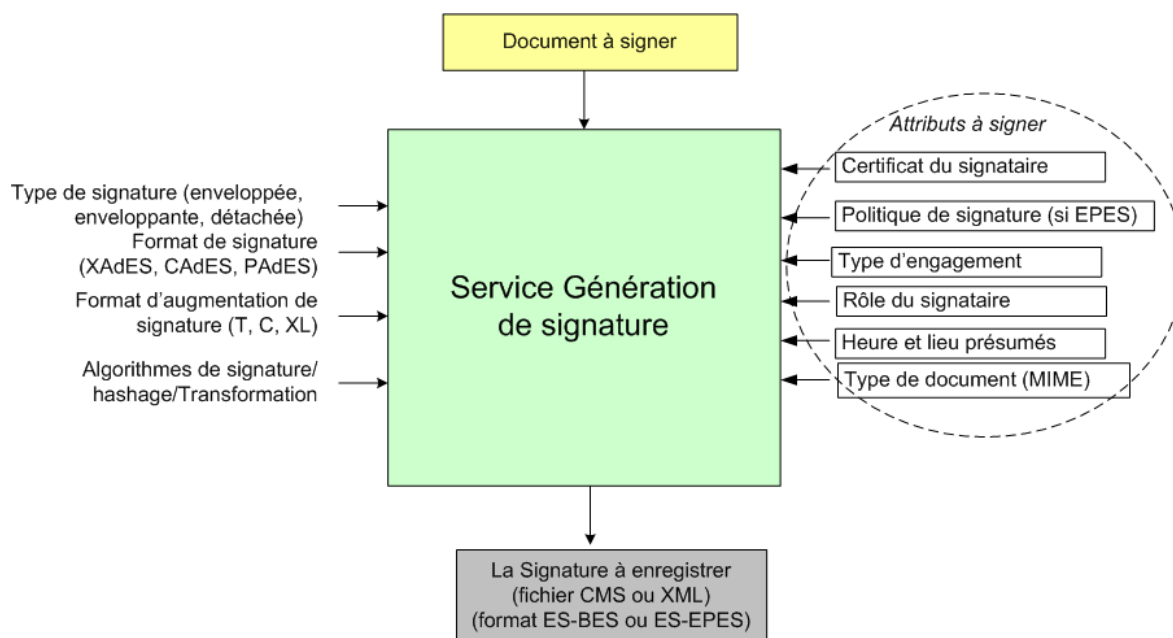 Document à signer
Attributs à signer
Certificat du signataire
Type de signature (enveloppée,
enveloppante, détachée)
Politique de signature (si EPES)
Format de signature
(XAdES, CAdES, PAdES)
Type d'engagement
Service Génération
de signature
Format d'augmentation de
signature (T, C, XL)
Rôle du signataire
Heure et lieu présumés
Algorithmes de signature/
hashage/Transformation
Type de document (MIME)
La Signature à enregistrer
(fichier CMS ou XML)
(format ES-BES ou ES-EPES)